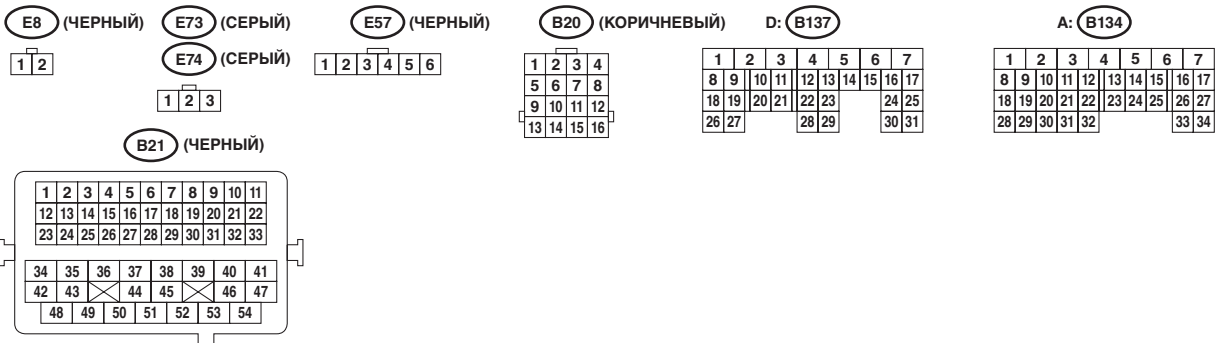 E8 (ЧЕРНЫЙ) E73 (СЕРЫЙ) E57 (ЧЕРНЫЙ) B20 (КОРИЧНЕВЫЙ) D: B137 A: B134
E74 (СЕРЫЙ)
1 2
1 2 3
1 2 3 4 5 6
1 2 3 4
5 6 7 8
9 10 11 12
13 14 15 16
1 2 3 4 5 6 7
8 9 10 11 12 13 14 15 16 17
18 19 20 21 22 23 24 25
26 27 28 29 30 31
1 2 3 4 5 6 7
8 9 10 11 12 13 14 15 16 17
18 19 20 21 22 23 24 25 26 27
28 29 30 31 32 33 34
B21 (ЧЕРНЫЙ)
1 2 3 4 5 6 7 8 9 10 11
12 13 14 15 16 17 18 19 20 21 22
23 24 25 26 27 28 29 30 31 32 33
34 35 36 37 38 39 40 41
42 43 44 45 46 47
48 49 50 51 52 53 54